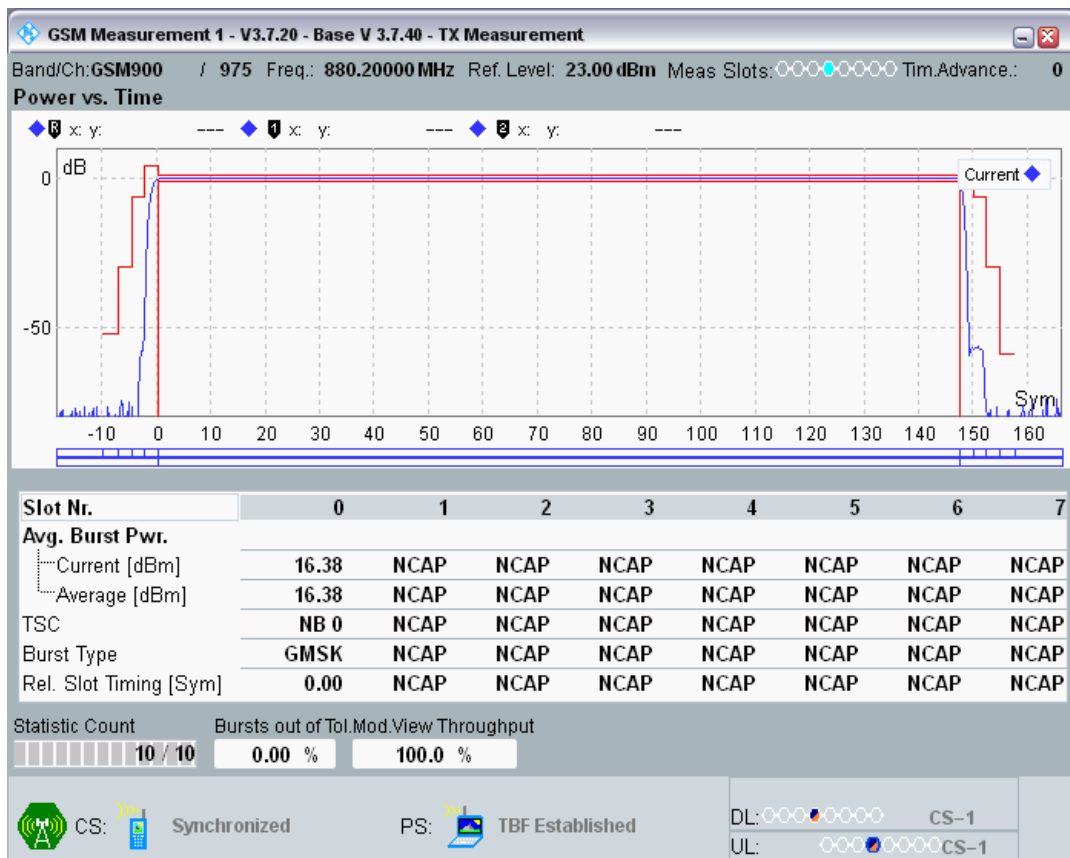 GSM Measurement 1 - V3.7.20 - Base V 3.7.40 - TX Measurement
Band/Ch:GSM900 / 975 Freq.: 880.20000 MHz Ref. Level: 23.00 dBm Meas Slots: Tim.Advance.: 0
Power vs. Time
R x: y: --- 1 x: y: --- 2 x: y: ---
dB
Current
0
-50
Sym
-10 0 10 20 30 40 50 60 70 80 90 100 110 120 130 140 150 160
Slot Nr. 0 1 2 3 4 5 6 7
Avg. Burst Pwr.
Current [dBm] 16.38 NCAP NCAP NCAP NCAP NCAP NCAP NCAP
Average [dBm] 16.38 NCAP NCAP NCAP NCAP NCAP NCAP NCAP
TSC NB 0 NCAP NCAP NCAP NCAP NCAP NCAP NCAP
Burst Type GMSK NCAP NCAP NCAP NCAP NCAP NCAP NCAP
Rel. Slot Timing [Sym] 0.00 NCAP NCAP NCAP NCAP NCAP NCAP NCAP
Statistic Count Bursts out of Tol.Mod.View Throughput
10 / 10 0.00 % 100.0 %
CS: Synchronized PS: TBF Established
DL: CS-1
UL: CS-1